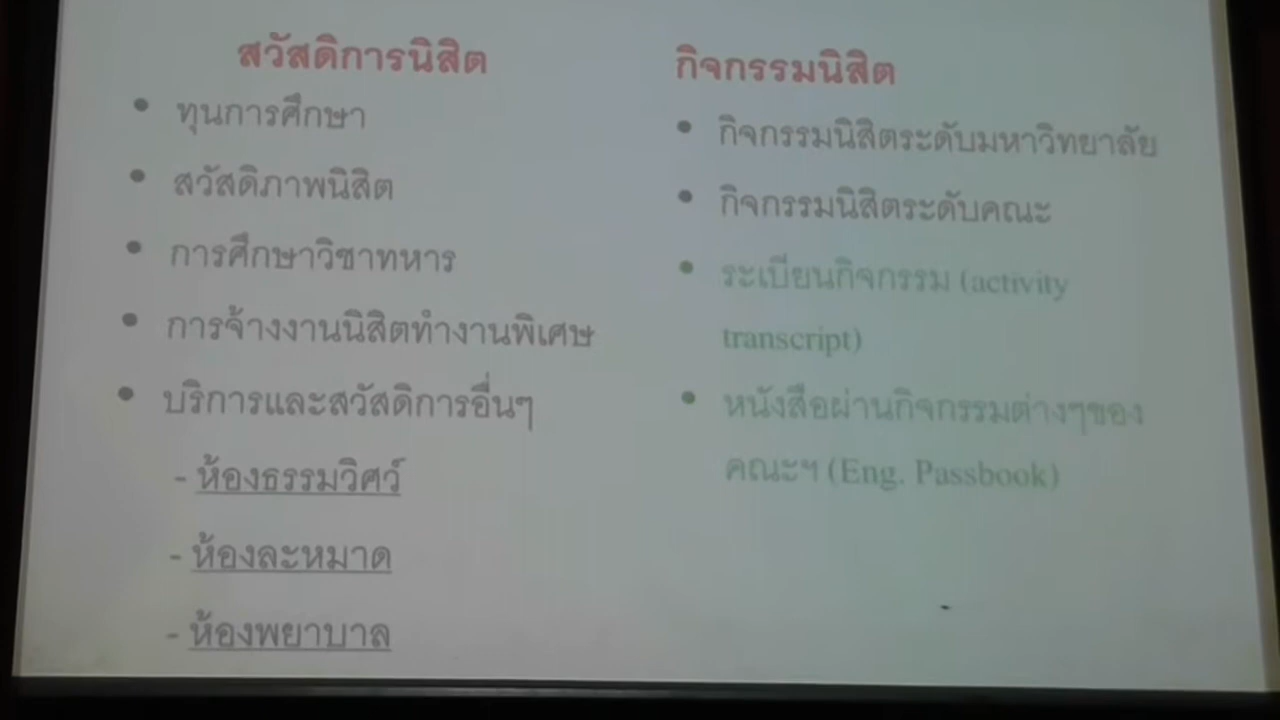 สวัสดิการนิสิต
• ทุนการศึกษา
• สวัสดิภาพนิสิต
• การศึกษาวิชาทหาร
• การจ้างงานนิสิตทำงานพิเศษ
• บริการและสวัสดิการอื่นๆ
- ห้องธรรมวิศว์
- ห้องละหมาด
- ห้องพยาบาล
กิจกรรมนิสิต
• กิจกรรมนิสิตระดับมหาวิทยาลัย
• กิจกรรมนิสิตระดับคณะ
• ระเบียนกิจกรรม (activity
transcript)
• หนังสือผ่านกิจกรรมต่างๆของ
คณะฯ (Eng. Passbook)